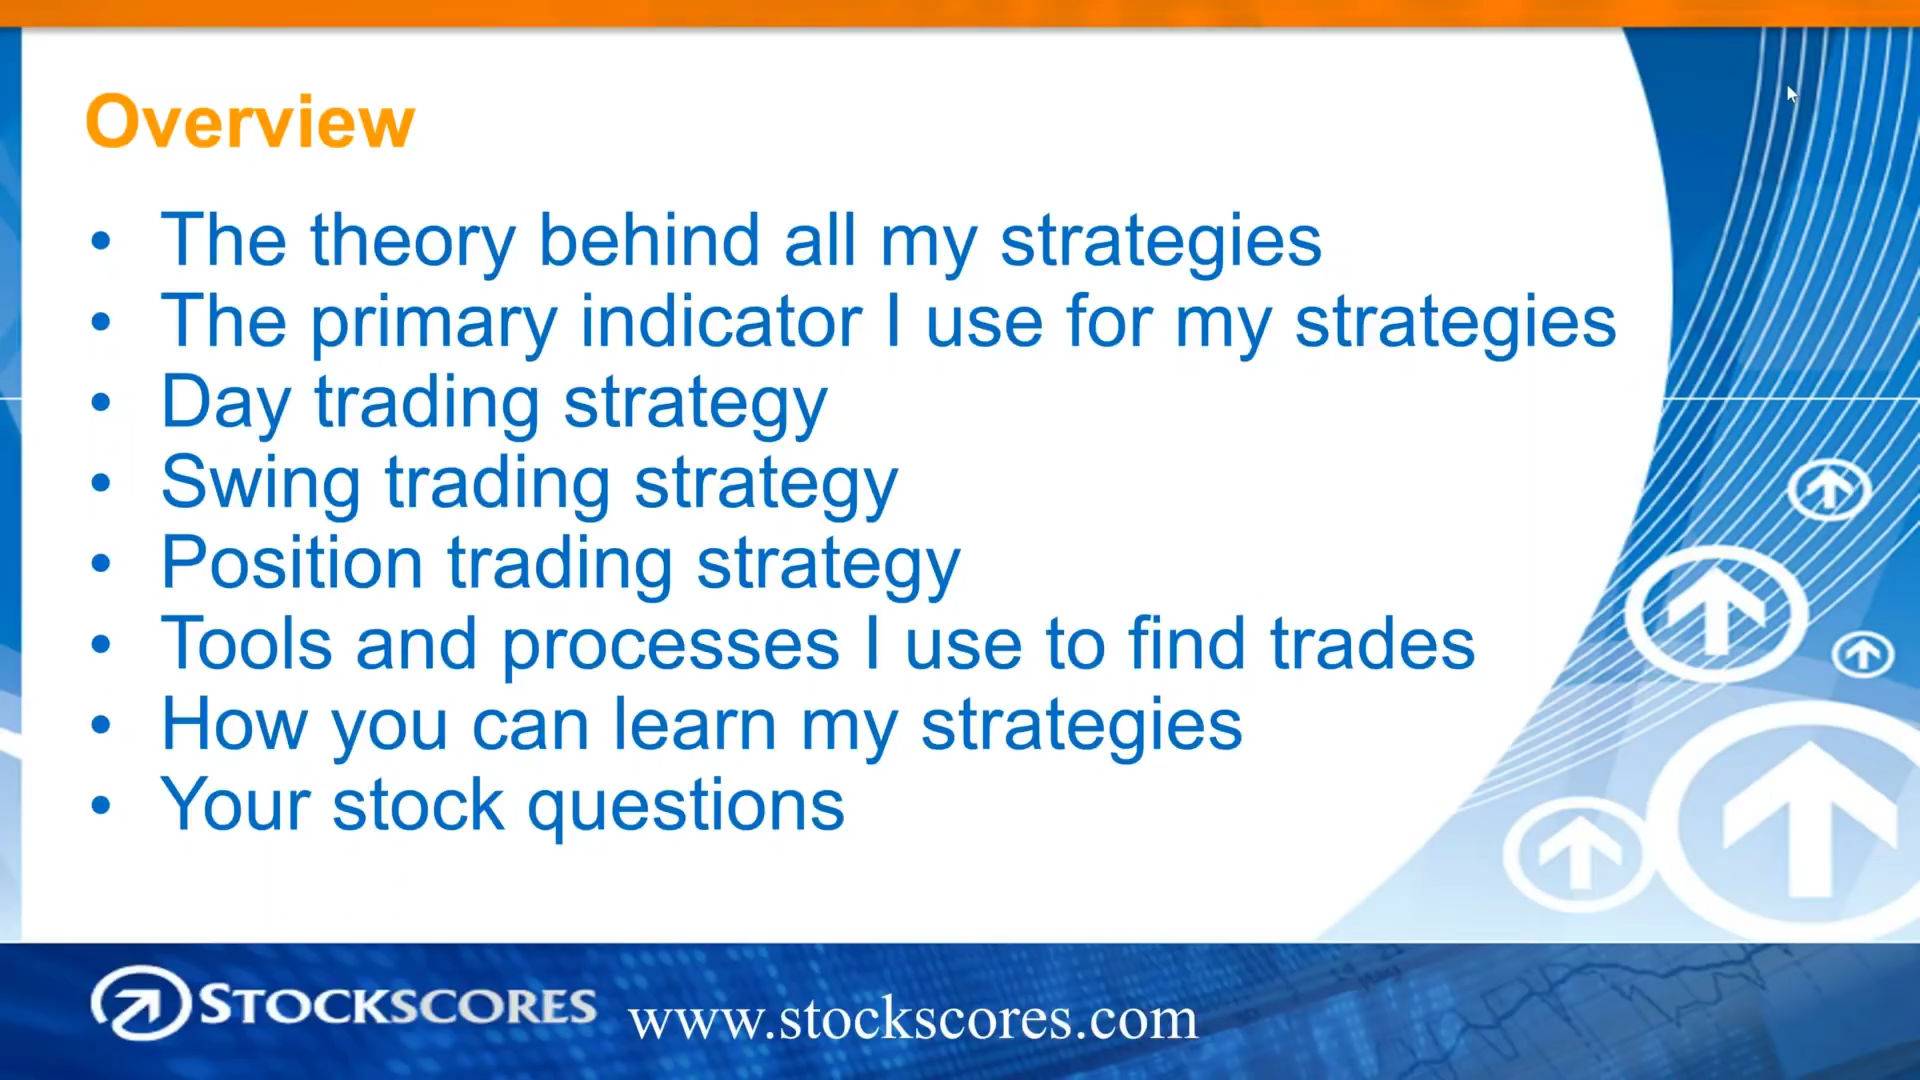 Overview
• The theory behind all my strategies
• The primary indicator I use for my strategies
• Day trading strategy
• Swing trading strategy
• Position trading strategy
• Tools and processes I use to find trades
• How you can learn my strategies
• Your stock questions
STOCKSCORES www.stockscores.com